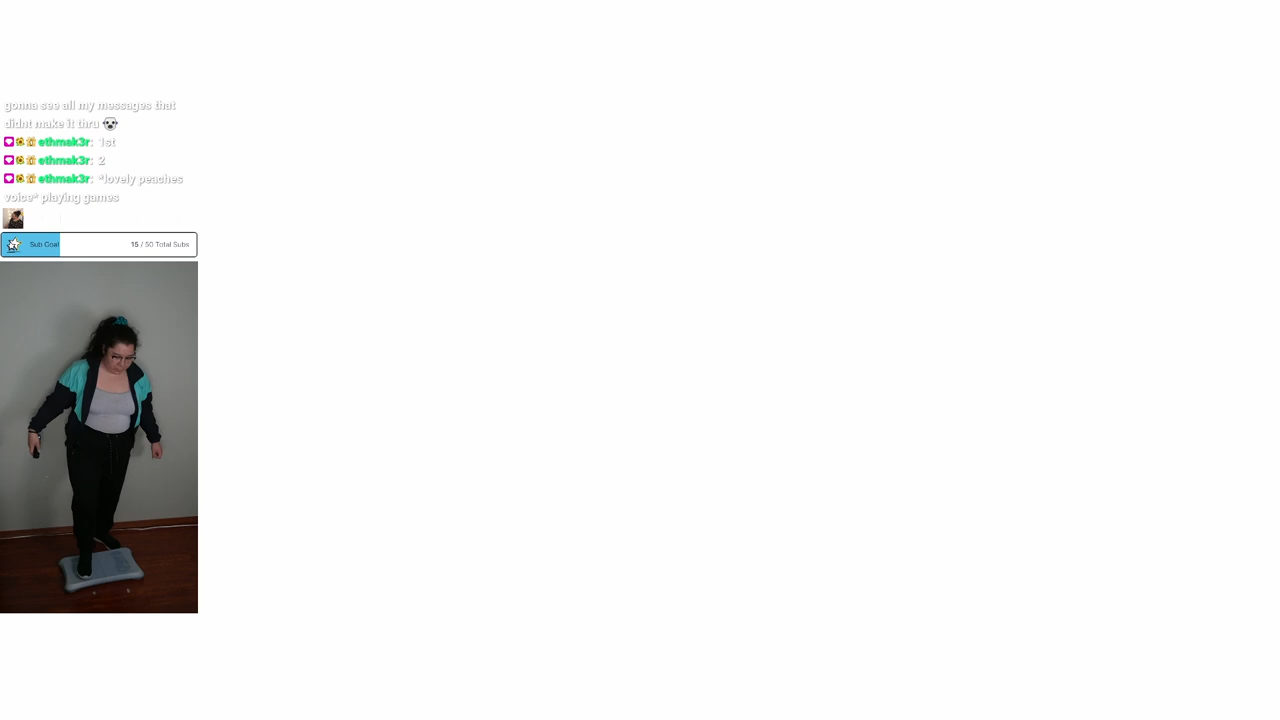 gonna see all my messages that
didnt make it thru
ethmak3r: 1st
ethmak3r: 2
ethmak3r: *lovely peaches
voice* playing games
Sub Goal 15 / 50 Total Subs